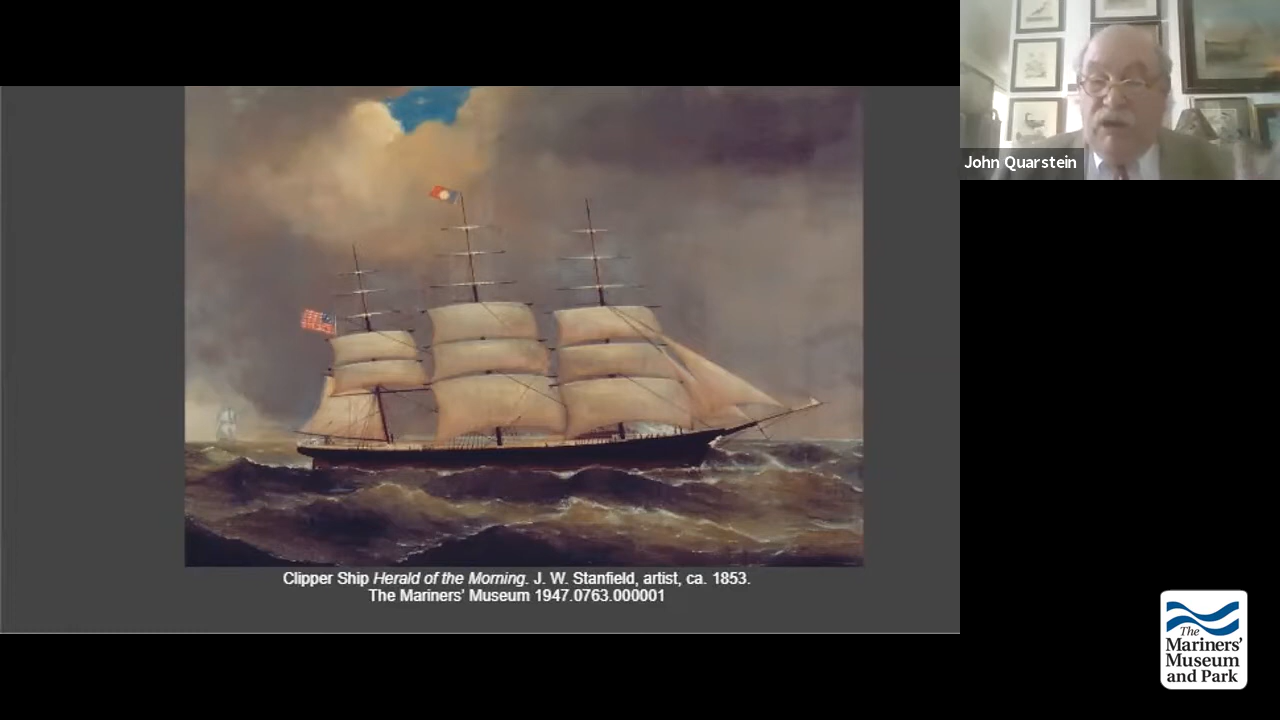 John Quarstein
Clipper Ship Herald of the Morning. J. W. Stanfield, artist, ca. 1853.
The Mariners' Museum 1947.0763.000001
The
Mariners'
Museum
and Park